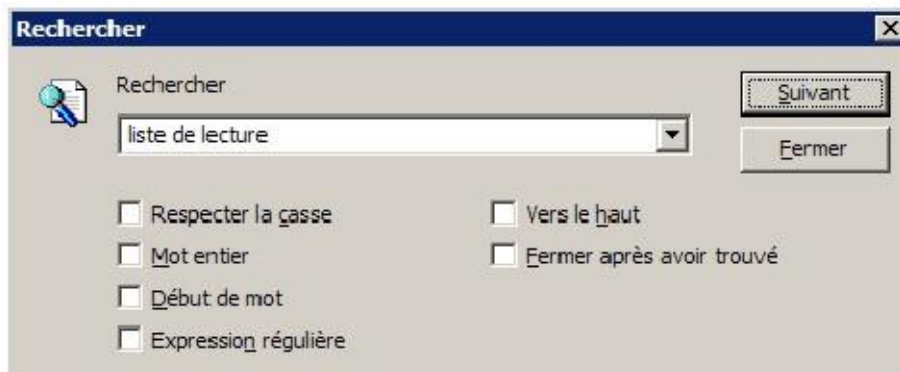 Rechercher
Rechercher
liste de lecture
Suivant
Fermer
Respecter la casse
Vers le haut
Mot entier
Fermer après avoir trouvé
Début de mot
Expression régulière